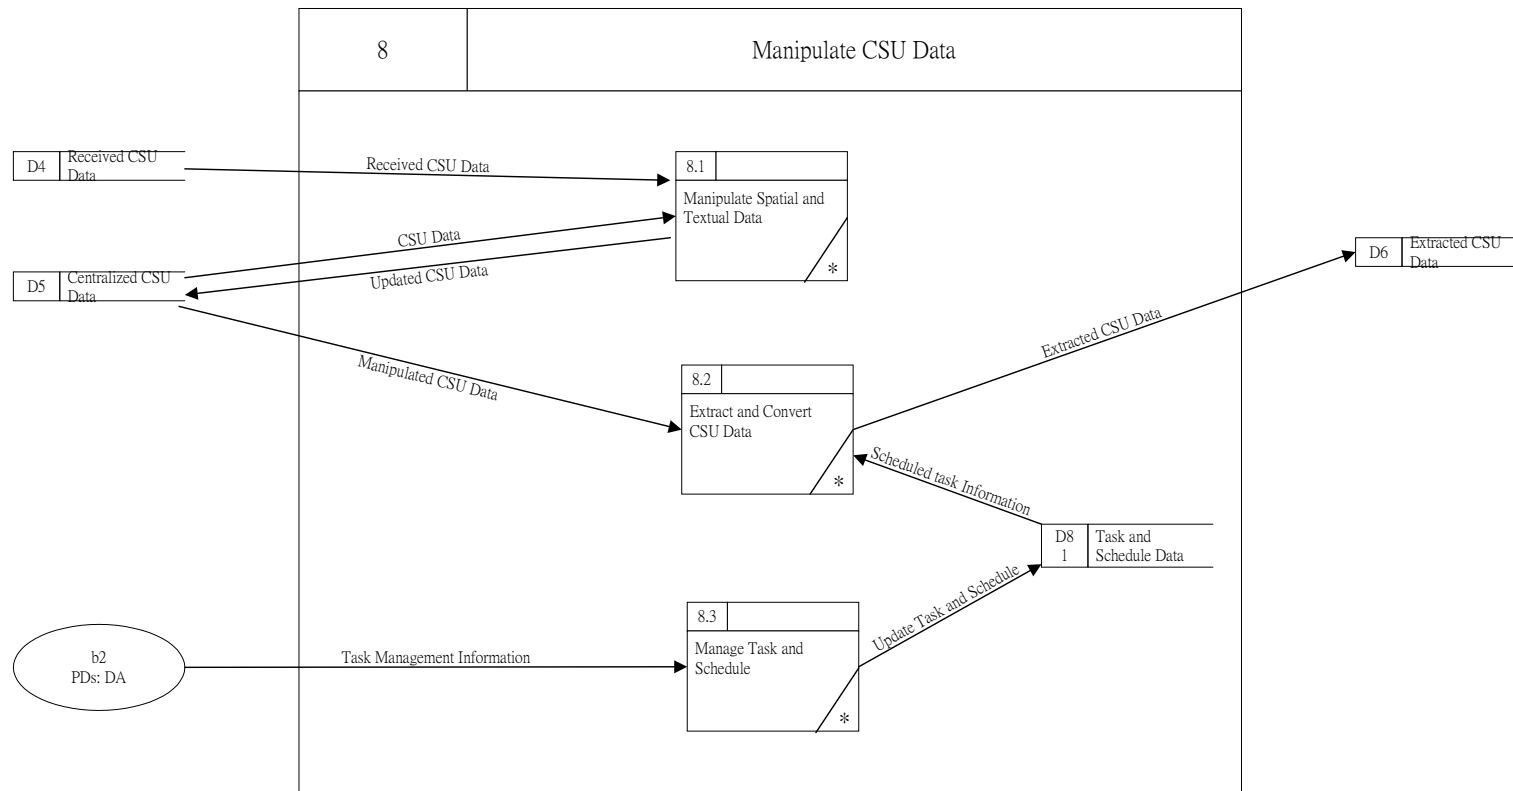 8
Manipulate CSU Data
D4
Received CSU
Data
Received CSU Data
8.1
Manipulate Spatial and
Textual Data
*
CSU Data
Updated CSU Data
D5
Centralized CSU
Data
D6
Extracted CSU
Data
Extracted CSU Data
Manipulated CSU Data
8.2
Extract and Convert
CSU Data
*
Scheduled task Information
D8
1
Task and
Schedule Data
Update Task and Schedule
8.3
Manage Task and
Schedule
*
b2
PDs: DA
Task Management Information